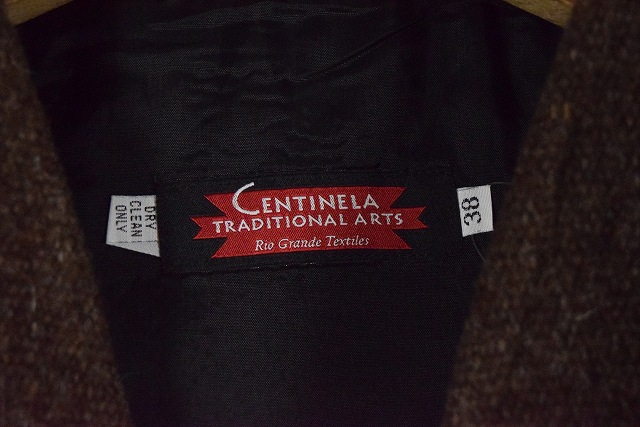 DRY
CLEAN
ONLY
CENTINELA
TRADITIONAL ARTS
Rio Grande Textiles
38